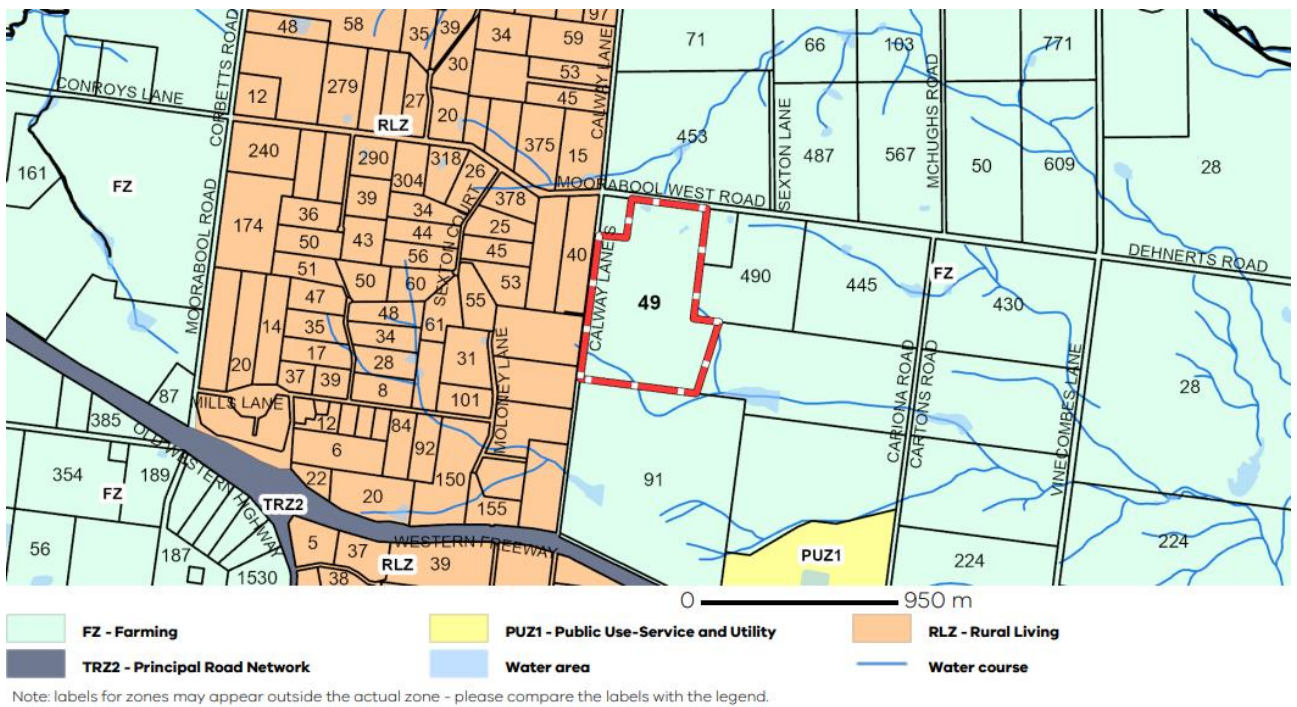 48
58
35
39
34
59
97
71
66
103
771
CONROYS LANE
CORBETTS ROAD
12
279
27
30
20
53
45
CALWAY LANE
SEXTON LANE
MCHUGHS ROAD
161
FZ
RLZ
240
290
318
26
375
15
453
487
567
50
609
28
304
378
MOORABOOL WEST ROAD
174
36
39
34
44
25
50
43
56
45
40
SEXTON COURT
51
50
60
53
DEHNERTS ROAD
MOORABOOL ROAD
47
48
55
CALWAY LANE S
49
490
445
FZ
430
14
35
34
61
31
20
17
28
MOLONEY LANE
37
39
8
101
87
MILLS LANE
385
12
84
CARIONA ROAD
CARTONS ROAD
VINECOMBES LANE
28
OLD WESTERN HIGHWAY
6
92
354
189
22
150
91
FZ
TRZ2
20
155
WESTERN FREEWAY
56
187
5
37
39
RLZ
38
1530
PUZ1
224
224
0 950 m
FZ - Farming
PUZ1 - Public Use-Service and Utility
RLZ - Rural Living
TRZ2 - Principal Road Network
Water area
Water course
Note: labels for zones may appear outside the actual zone - please compare the labels with the legend.